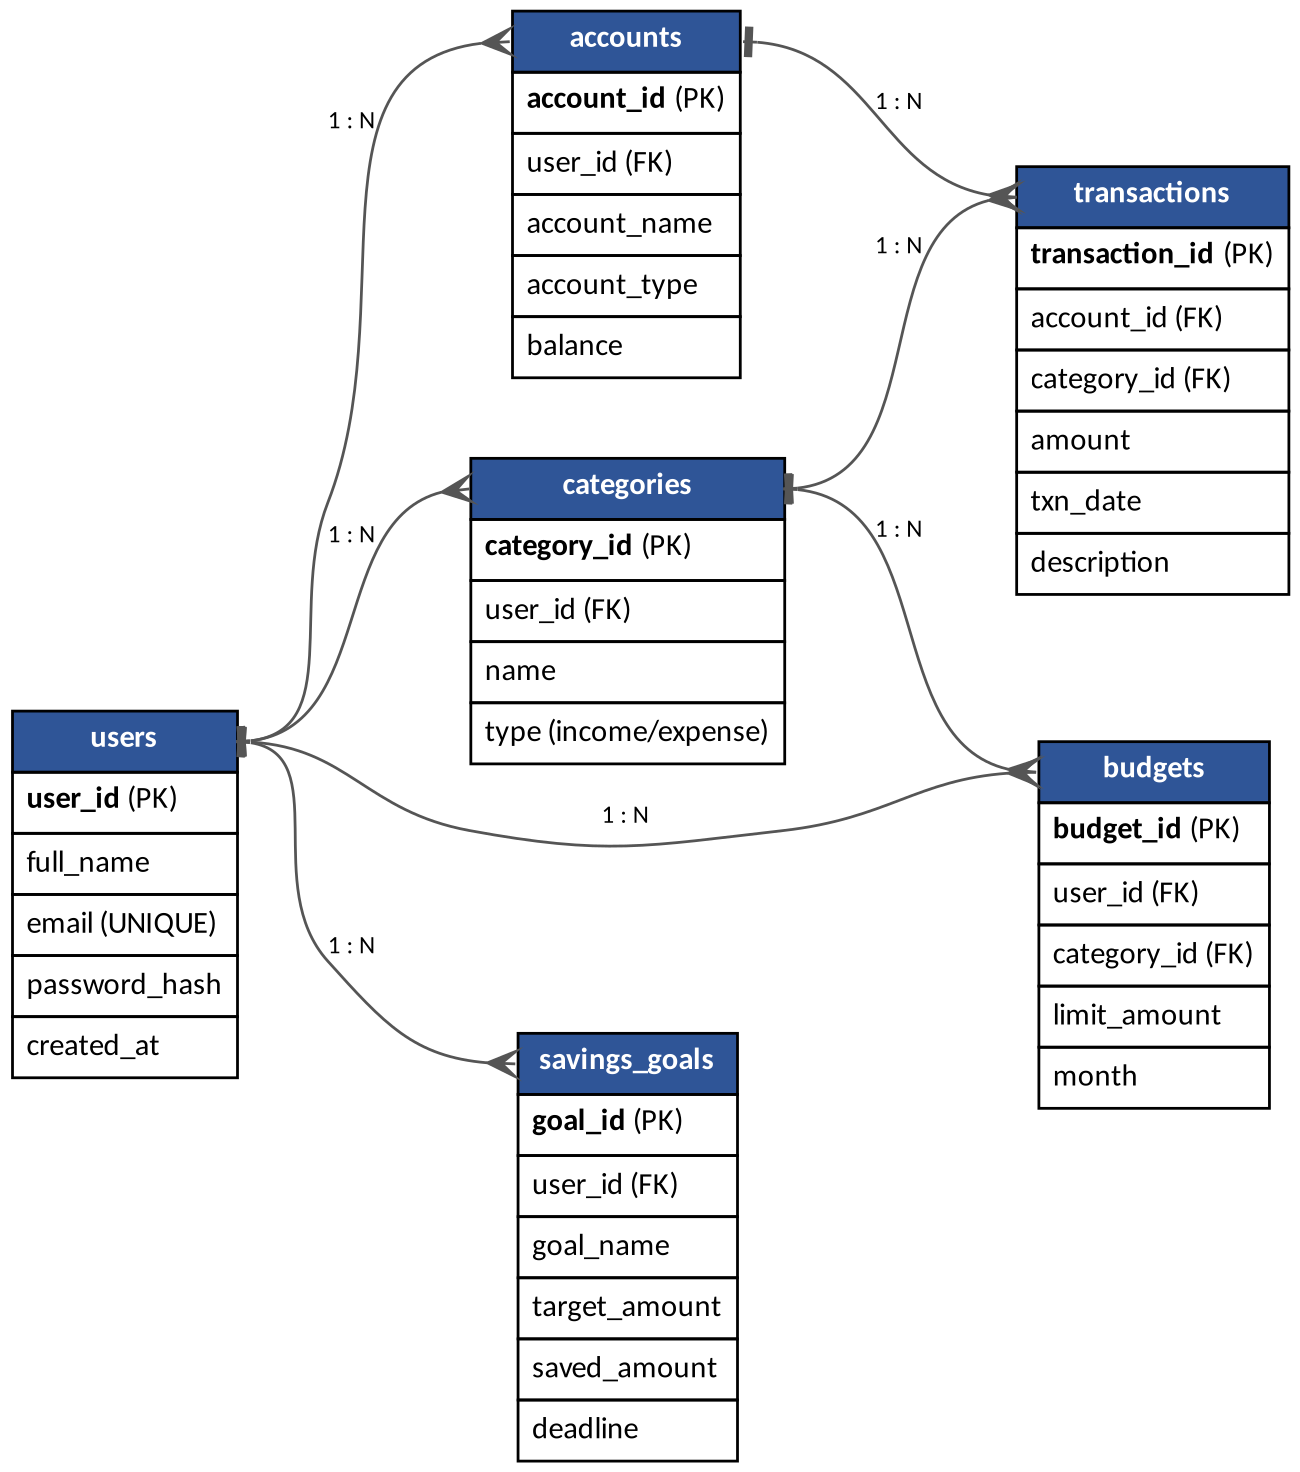 accounts
account_id (PK)
user_id (FK)
account_name
account_type
balance
1 : N
1 : N
transactions
transaction_id (PK)
account_id (FK)
category_id (FK)
amount
txn_date
description
1 : N
categories
category_id (PK)
user_id (FK)
name
type (income/expense)
1 : N
1 : N
users
user_id (PK)
full_name
email (UNIQUE)
password_hash
created_at
1 : N
budgets
budget_id (PK)
user_id (FK)
category_id (FK)
limit_amount
month
1 : N
savings_goals
goal_id (PK)
user_id (FK)
goal_name
target_amount
saved_amount
deadline